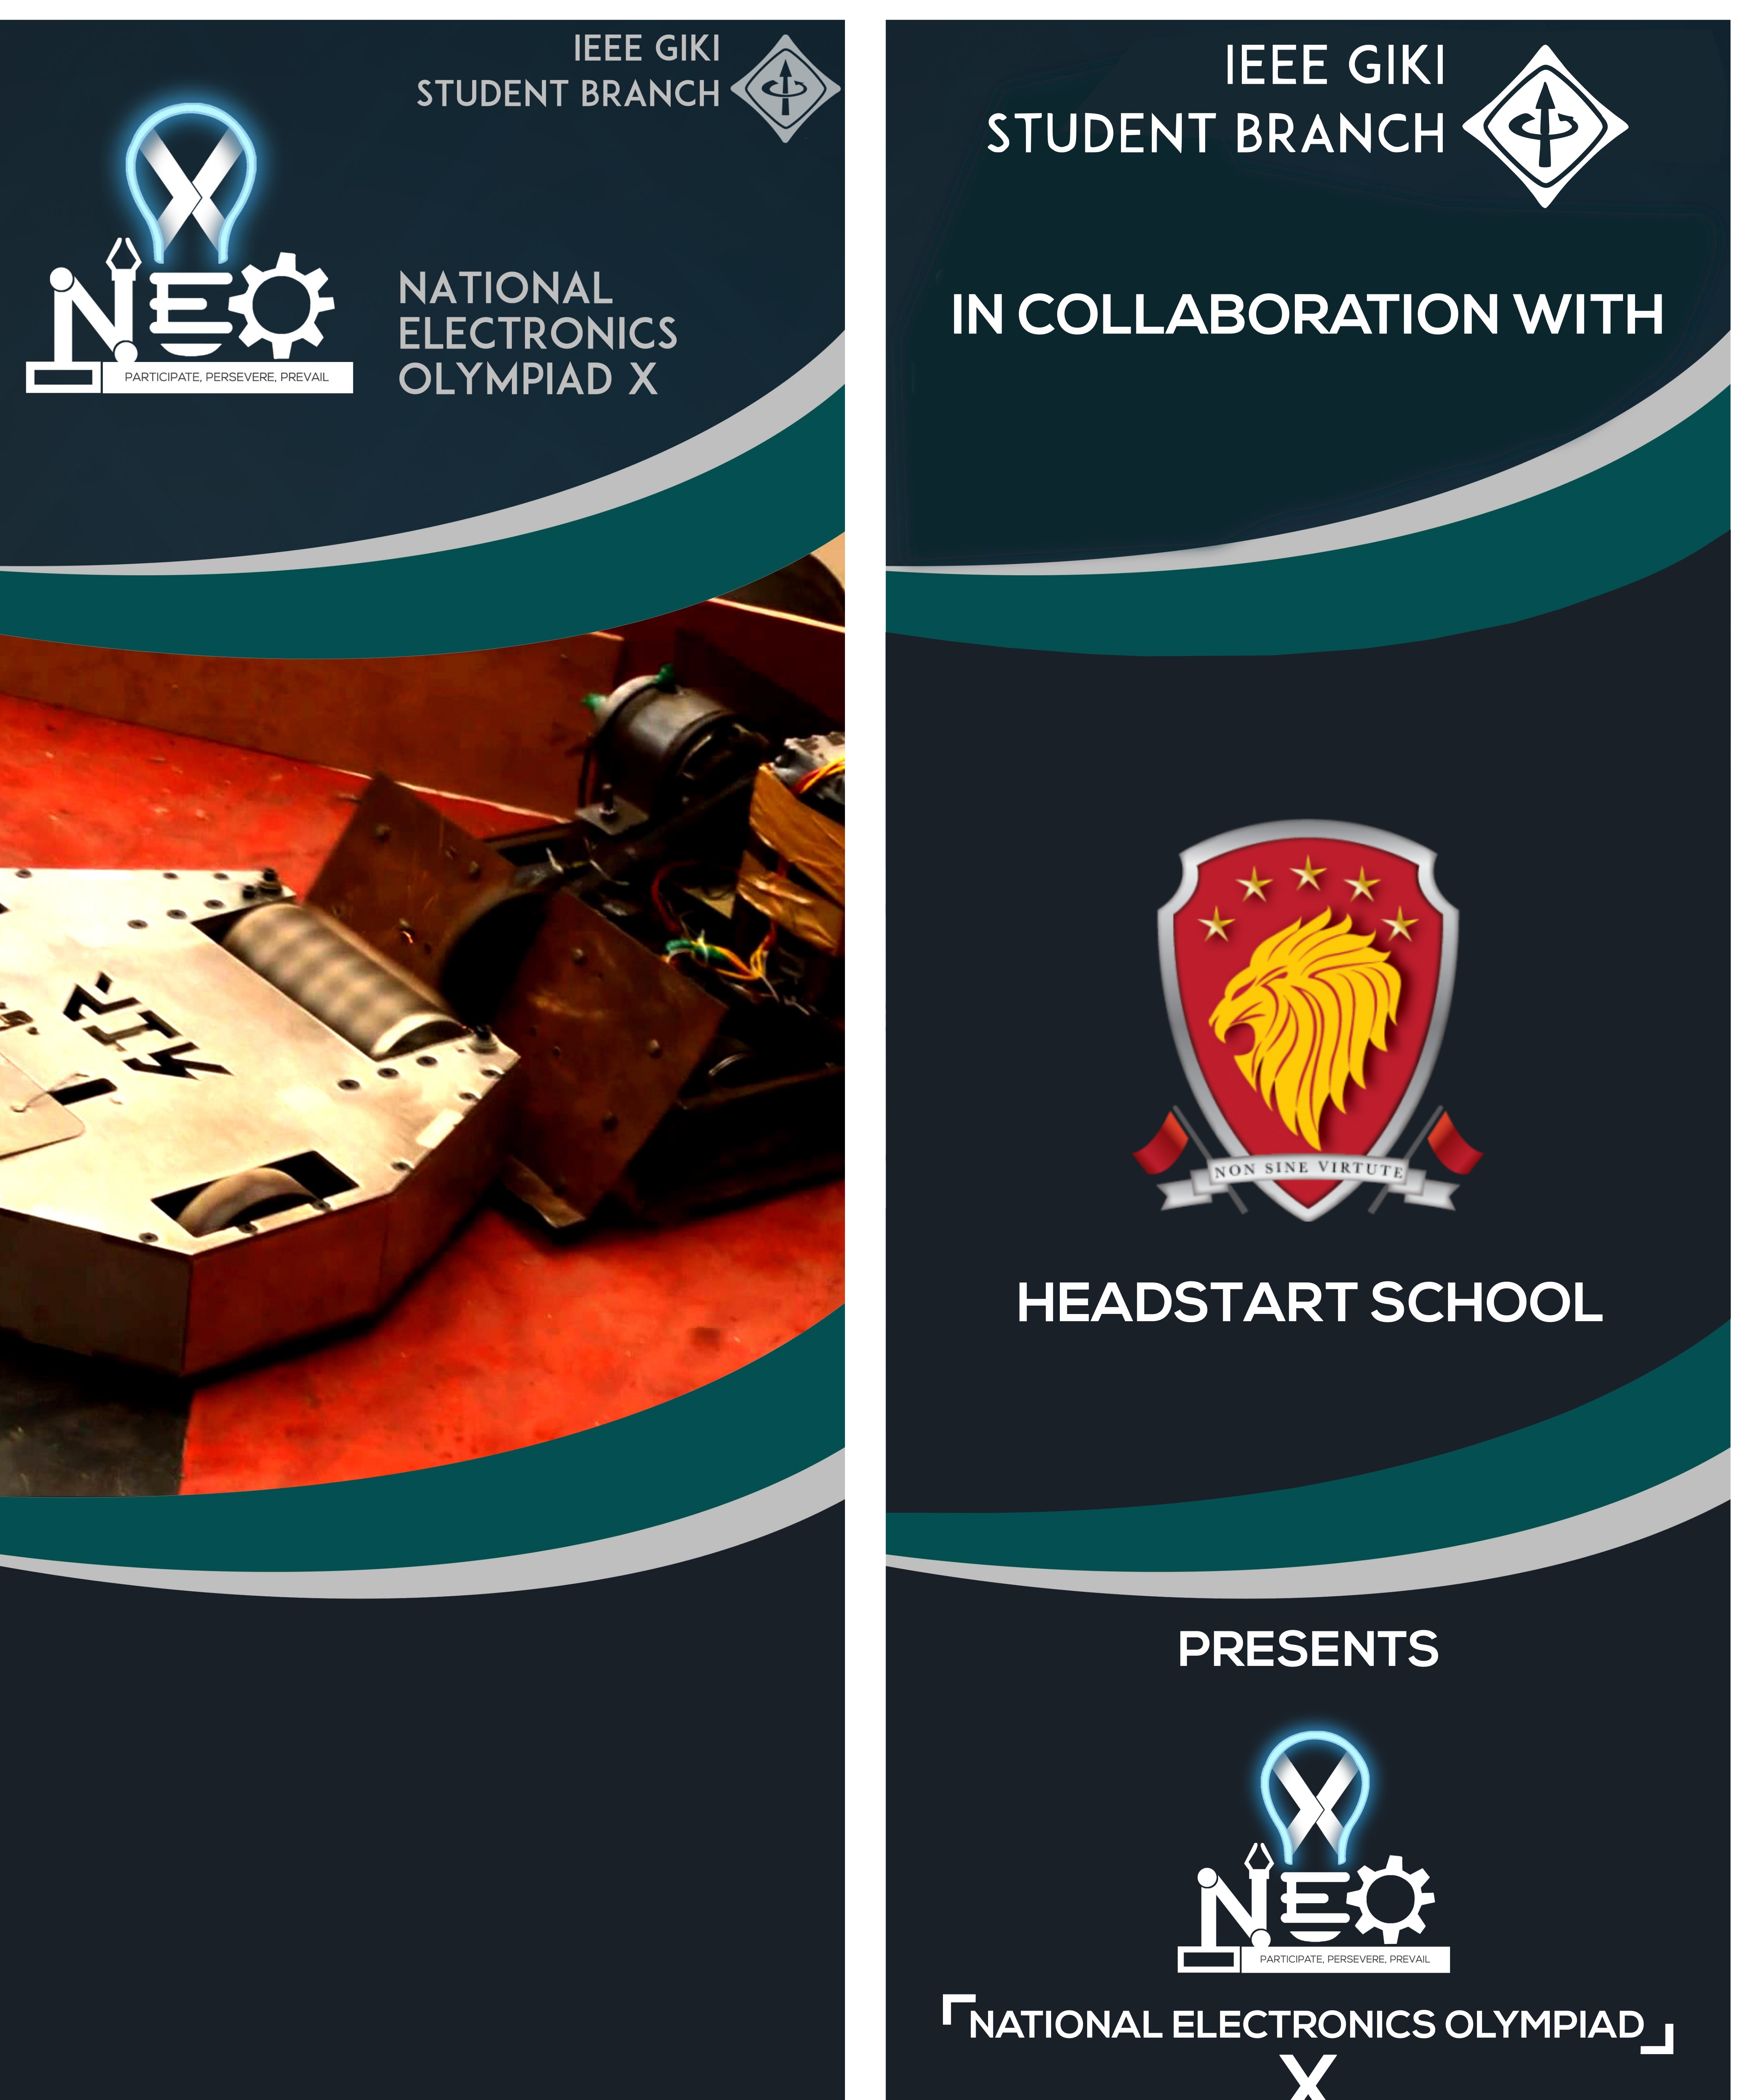 IEEE GIKI
STUDENT BRANCH
NEO
PARTICIPATE, PERSEVERE, PREVAIL
NATIONAL
ELECTRONICS
OLYMPIAD X
IEEE GIKI
STUDENT BRANCH
IN COLLABORATION WITH
NON SINE VIRTUTE
HEADSTART SCHOOL
PRESENTS
X
NEO
PARTICIPATE, PERSEVERE, PREVAIL
NATIONAL ELECTRONICS OLYMPIAD
X